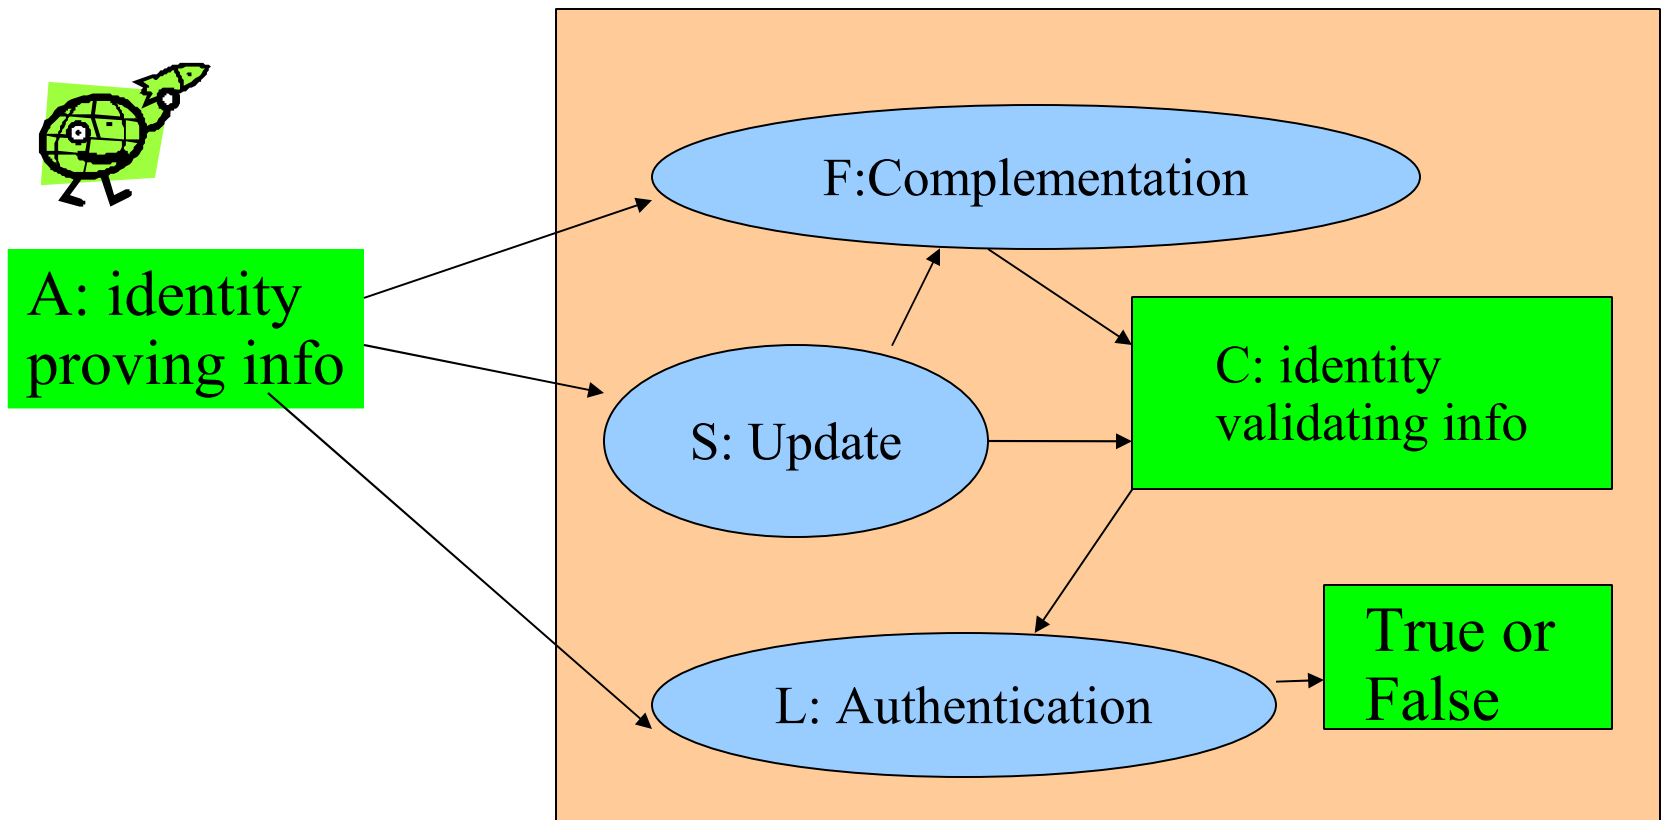 F:Complementation
A: identity
proving info
C: identity
validating info
S: Update
True or
False
L: Authentication